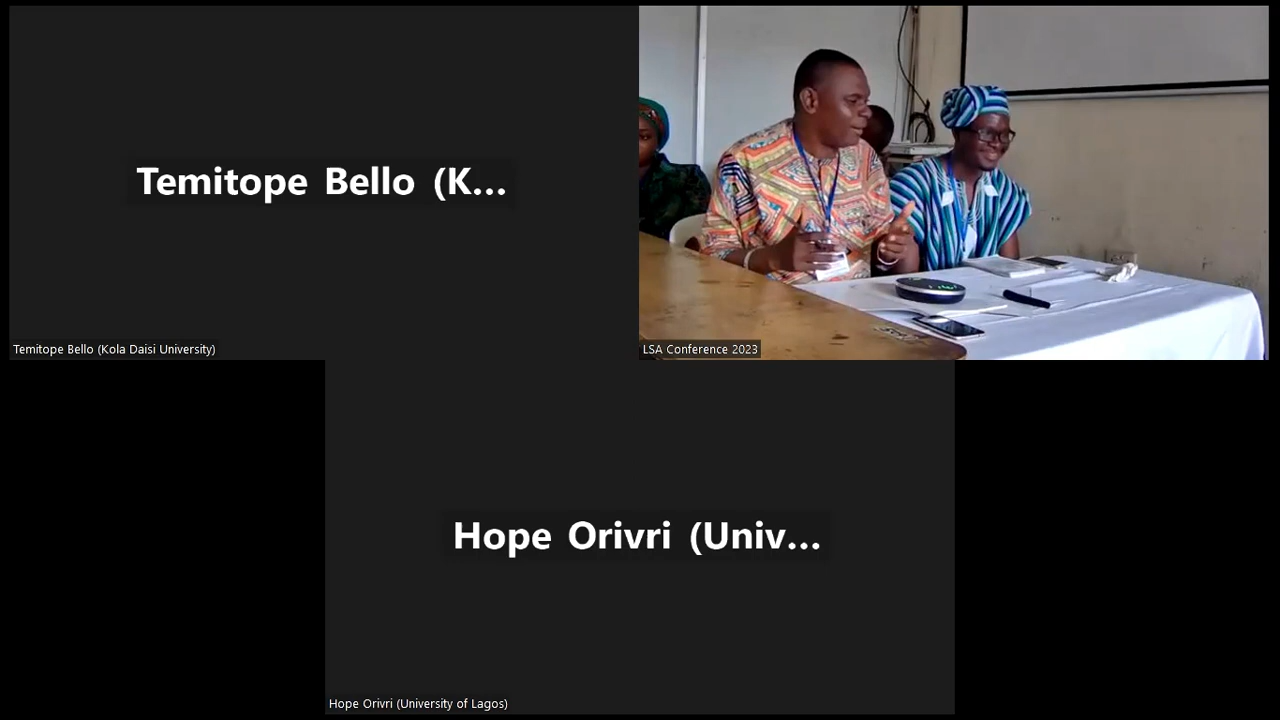 Temitope Bello (K...
Temitope Bello (Kola Daisi University)
LSA Conference 2023
Hope Orivri (Univ...
Hope Orivri (University of Lagos)